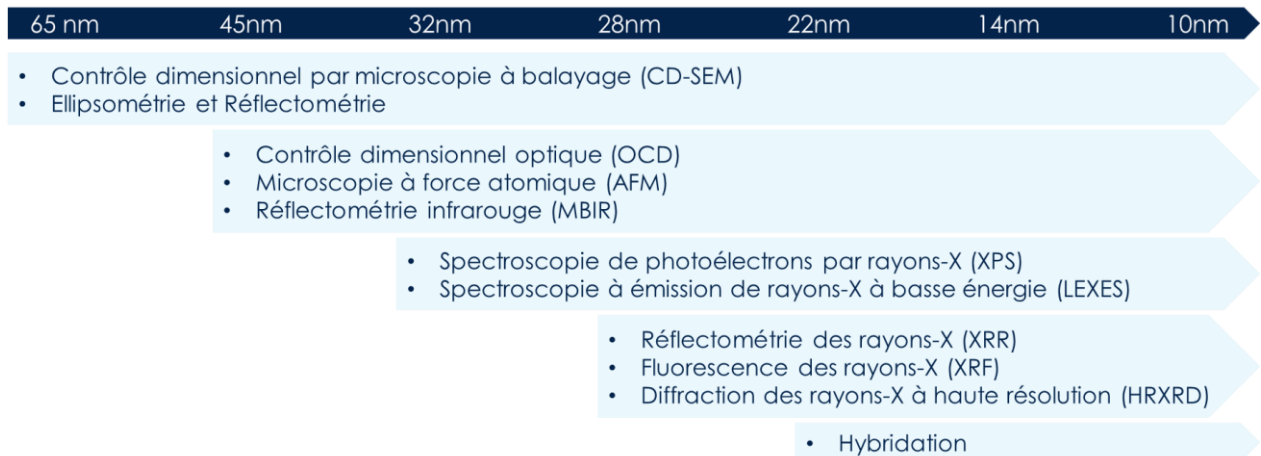 65 nm 45nm 32nm 28nm 22nm 14nm 10nm
• Contrôle dimensionnel par microscopie à balayage (CD-SEM)
• Ellipsométrie et Réflectométrie
• Contrôle dimensionnel optique (OCD)
• Microscopie à force atomique (AFM)
• Réflectométrie infrarouge (MBIR)
• Spectroscopie de photoélectrons par rayons-X (XPS)
• Spectroscopie à émission de rayons-X à basse énergie (LEXES)
• Réflectométrie des rayons-X (XRR)
• Fluorescence des rayons-X (XRF)
• Diffraction des rayons-X à haute résolution (HRXRD)
• Hybridation